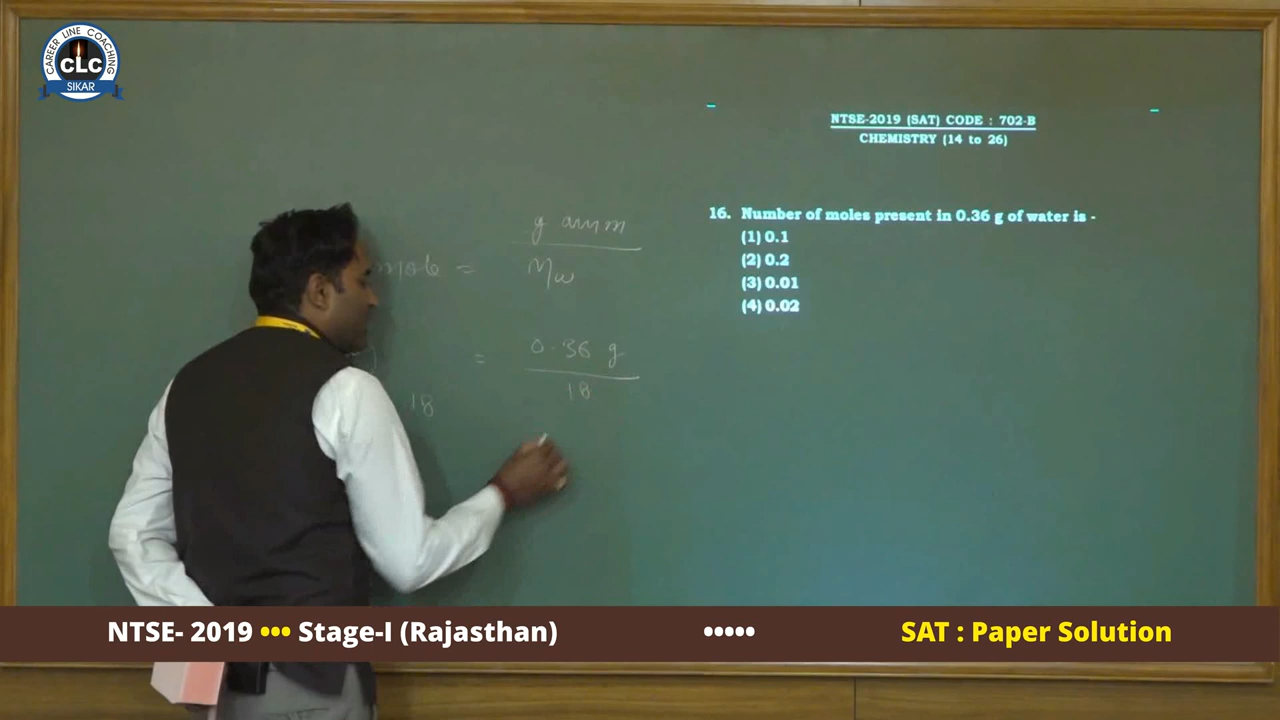 CAREER LINE COACHING
CLC
SIKAR
NTSE-2019 (SAT) CODE : 702-B
CHEMISTRY (14 to 26)
16. Number of moles present in 0.36 g of water is -
(1) 0.1
(2) 0.2
(3) 0.01
(4) 0.02
mole =
Mw
= 0.36 g
18
18
NTSE- 2019 ••• Stage-I (Rajasthan) ••••• SAT : Paper Solution